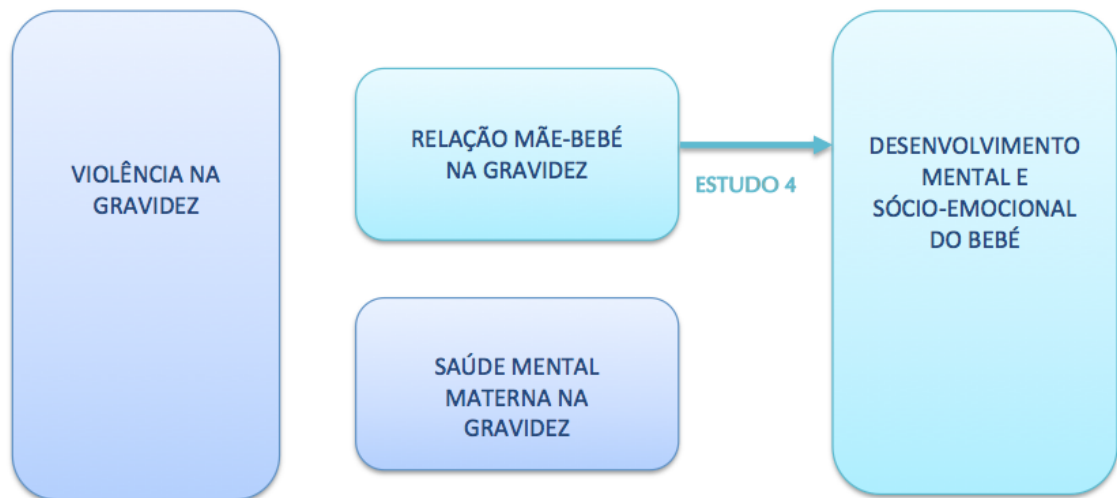 VIOLÊNCIA NA
GRAVIDEZ
RELAÇÃO MÃE-BEBÉ
NA GRAVIDEZ
ESTUDO 4
DESENVOLVIMENTO
MENTAL E
SÓCIO-EMOCIONAL
DO BEBÉ
SAÚDE MENTAL
MATERNA NA
GRAVIDEZ